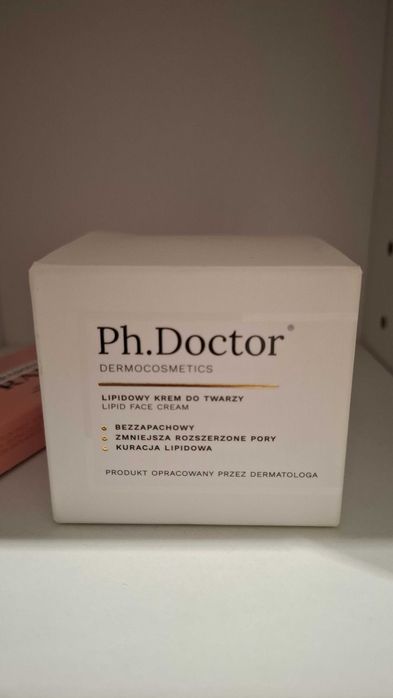 Ph.Doctor®
DERMOCOSMETICS
LIPIDOWY KREM DO TWARZY
LIPID FACE CREAM
BEZZAPACHOWY
ZMNIEJSZA ROZSZERZONE PORY
KURACJA LIPIDOWA
PRODUKT OPRACOWANY PRZEZ DERMATOLOGA